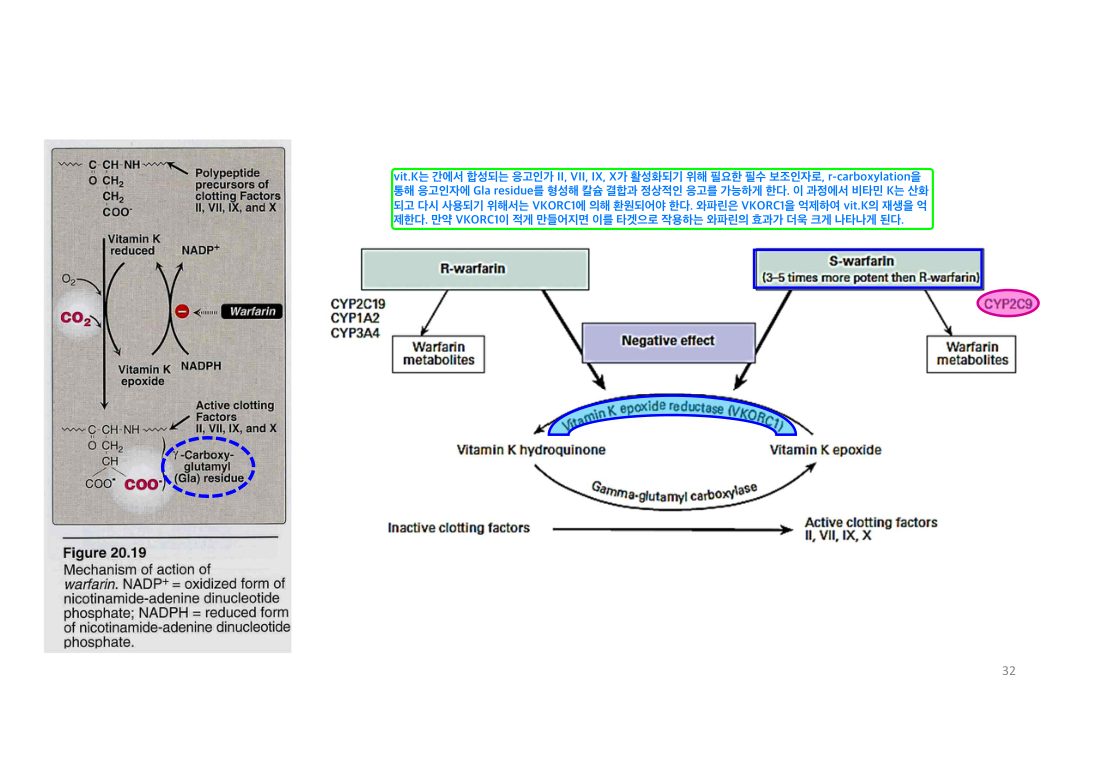 C CH NH
O CH2
CH2
COO-
Polypeptide
precursors of
clotting Factors
II, VII, IX, and X
Vitamin K
reduced
NADP+
O2
CO2
Warfarin
Vitamin K
epoxide
NADPH
Active clotting
Factors
II, VII, IX, and X
C CH NH
O CH2
CH
COO-
COO-
γ-Carboxy-
glutamyl
(Gla) residue
Figure 20.19
Mechanism of action of
warfarin. NADP+ = oxidized form of
nicotinamide-adenine dinucleotide
phosphate; NADPH = reduced form
of nicotinamide-adenine dinucleotide
phosphate.
vit.K는 간에서 합성되는 응고인가 II, VII, IX, X가 활성화되기 위해 필요한 필수 보조인자로, r-carboxylation을
통해 응고인자에 Gla residue를 형성해 칼슘 결합과 정상적인 응고를 가능하게 한다. 이 과정에서 비타민 K는 산화
되고 다시 사용되기 위해서는 VKORC1에 의해 환원되어야 한다. 와파린은 VKORC1을 억제하여 vit.K의 재생을 억
제한다. 만약 VKORC1이 적게 만들어지면 이를 타겟으로 작용하는 와파린의 효과가 더욱 크게 나타나게 된다.
R-warfarin
S-warfarin
(3–5 times more potent then R-warfarin)
CYP2C19
CYP1A2
CYP3A4
CYP2C9
Warfarin
metabolites
Negative effect
Warfarin
metabolites
Vitamin K epoxide reductase (VKORC1)
Vitamin K hydroquinone
Vitamin K epoxide
Gamma-glutamyl carboxylase
Inactive clotting factors
Active clotting factors
II, VII, IX, X
32